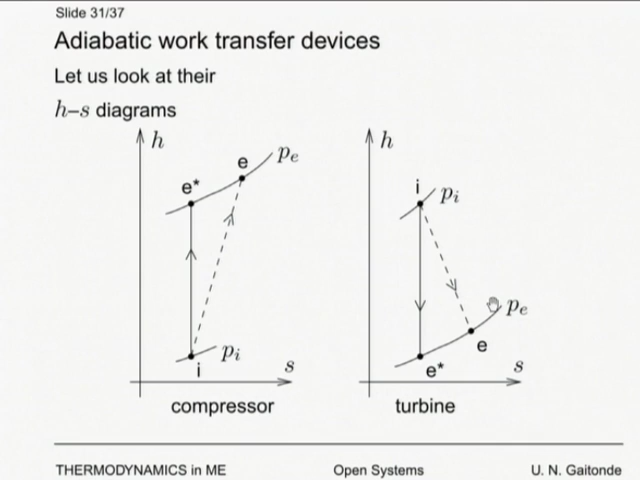 Slide 31/37
Adiabatic work transfer devices
Let us look at their
h–s diagrams
h
e
pe
e*
pi
i
s
compressor
h
i
pi
pe
e
e*
s
turbine
THERMODYNAMICS in ME
Open Systems
U. N. Gaitonde